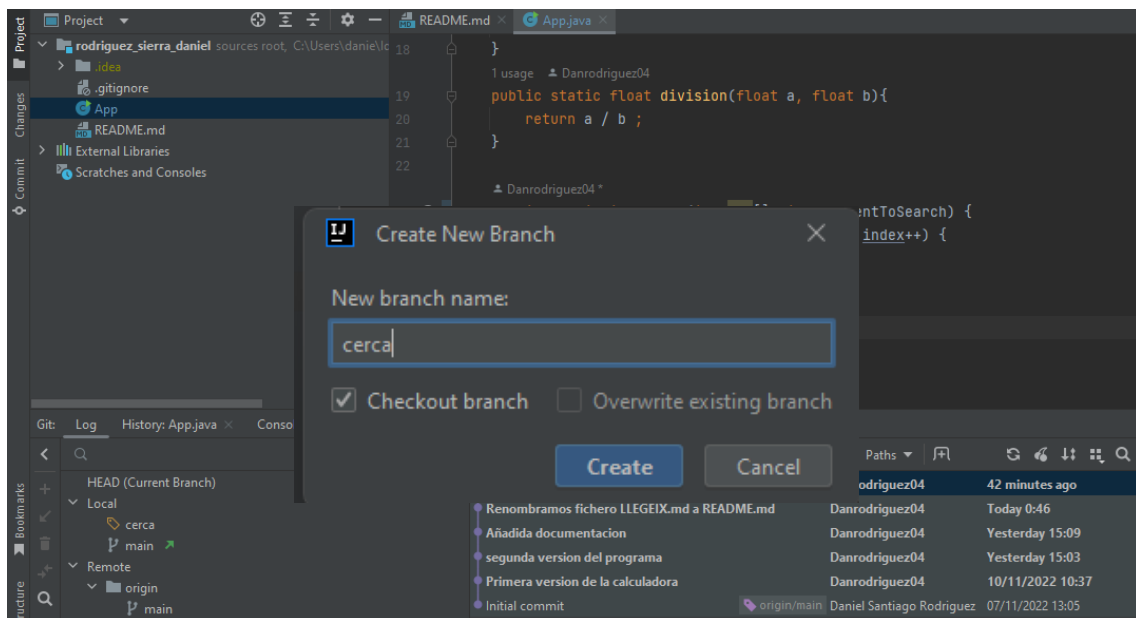 Project
README.md
App.java
rodriguez_sierra_daniel sources root, C:\Users\danie\Ic
.idea
.gitignore
App
README.md
External Libraries
Scratches and Consoles
Project
Changes
Commit
Bookmarks
ructure
18 }
1 usage Danrodriguez04
19 public static float division(float a, float b){
20 return a / b ;
21 }
22
Danrodriguez04 *
entToSearch) {
index++) {
IJ Create New Branch
New branch name:
cerca
Checkout branch Overwrite existing branch
Create Cancel
Git: Log History: App.java Conso
HEAD (Current Branch)
Local
cerca
main
Remote
origin
main
Paths
odriguez04 42 minutes ago
Renombramos fichero LLEGEIX.md a README.md Danrodriguez04 Today 0:46
Añadida documentacion Danrodriguez04 Yesterday 15:09
segunda version del programa Danrodriguez04 Yesterday 15:03
Primera version de la calculadora Danrodriguez04 10/11/2022 10:37
Initial commit origin/main Daniel Santiago Rodriguez 07/11/2022 13:05